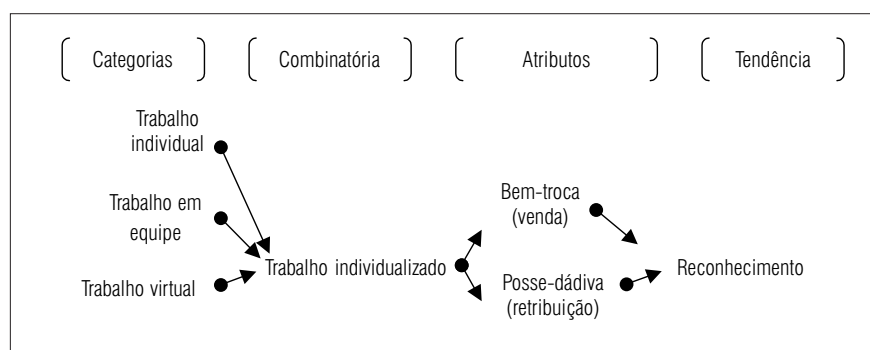 Categorias
Combinatória
Atributos
Tendência
Trabalho
individual
Trabalho em
equipe
Trabalho virtual
Trabalho individualizado
Bem-troca
(venda)
Posse-dádiva
(retribuição)
Reconhecimento